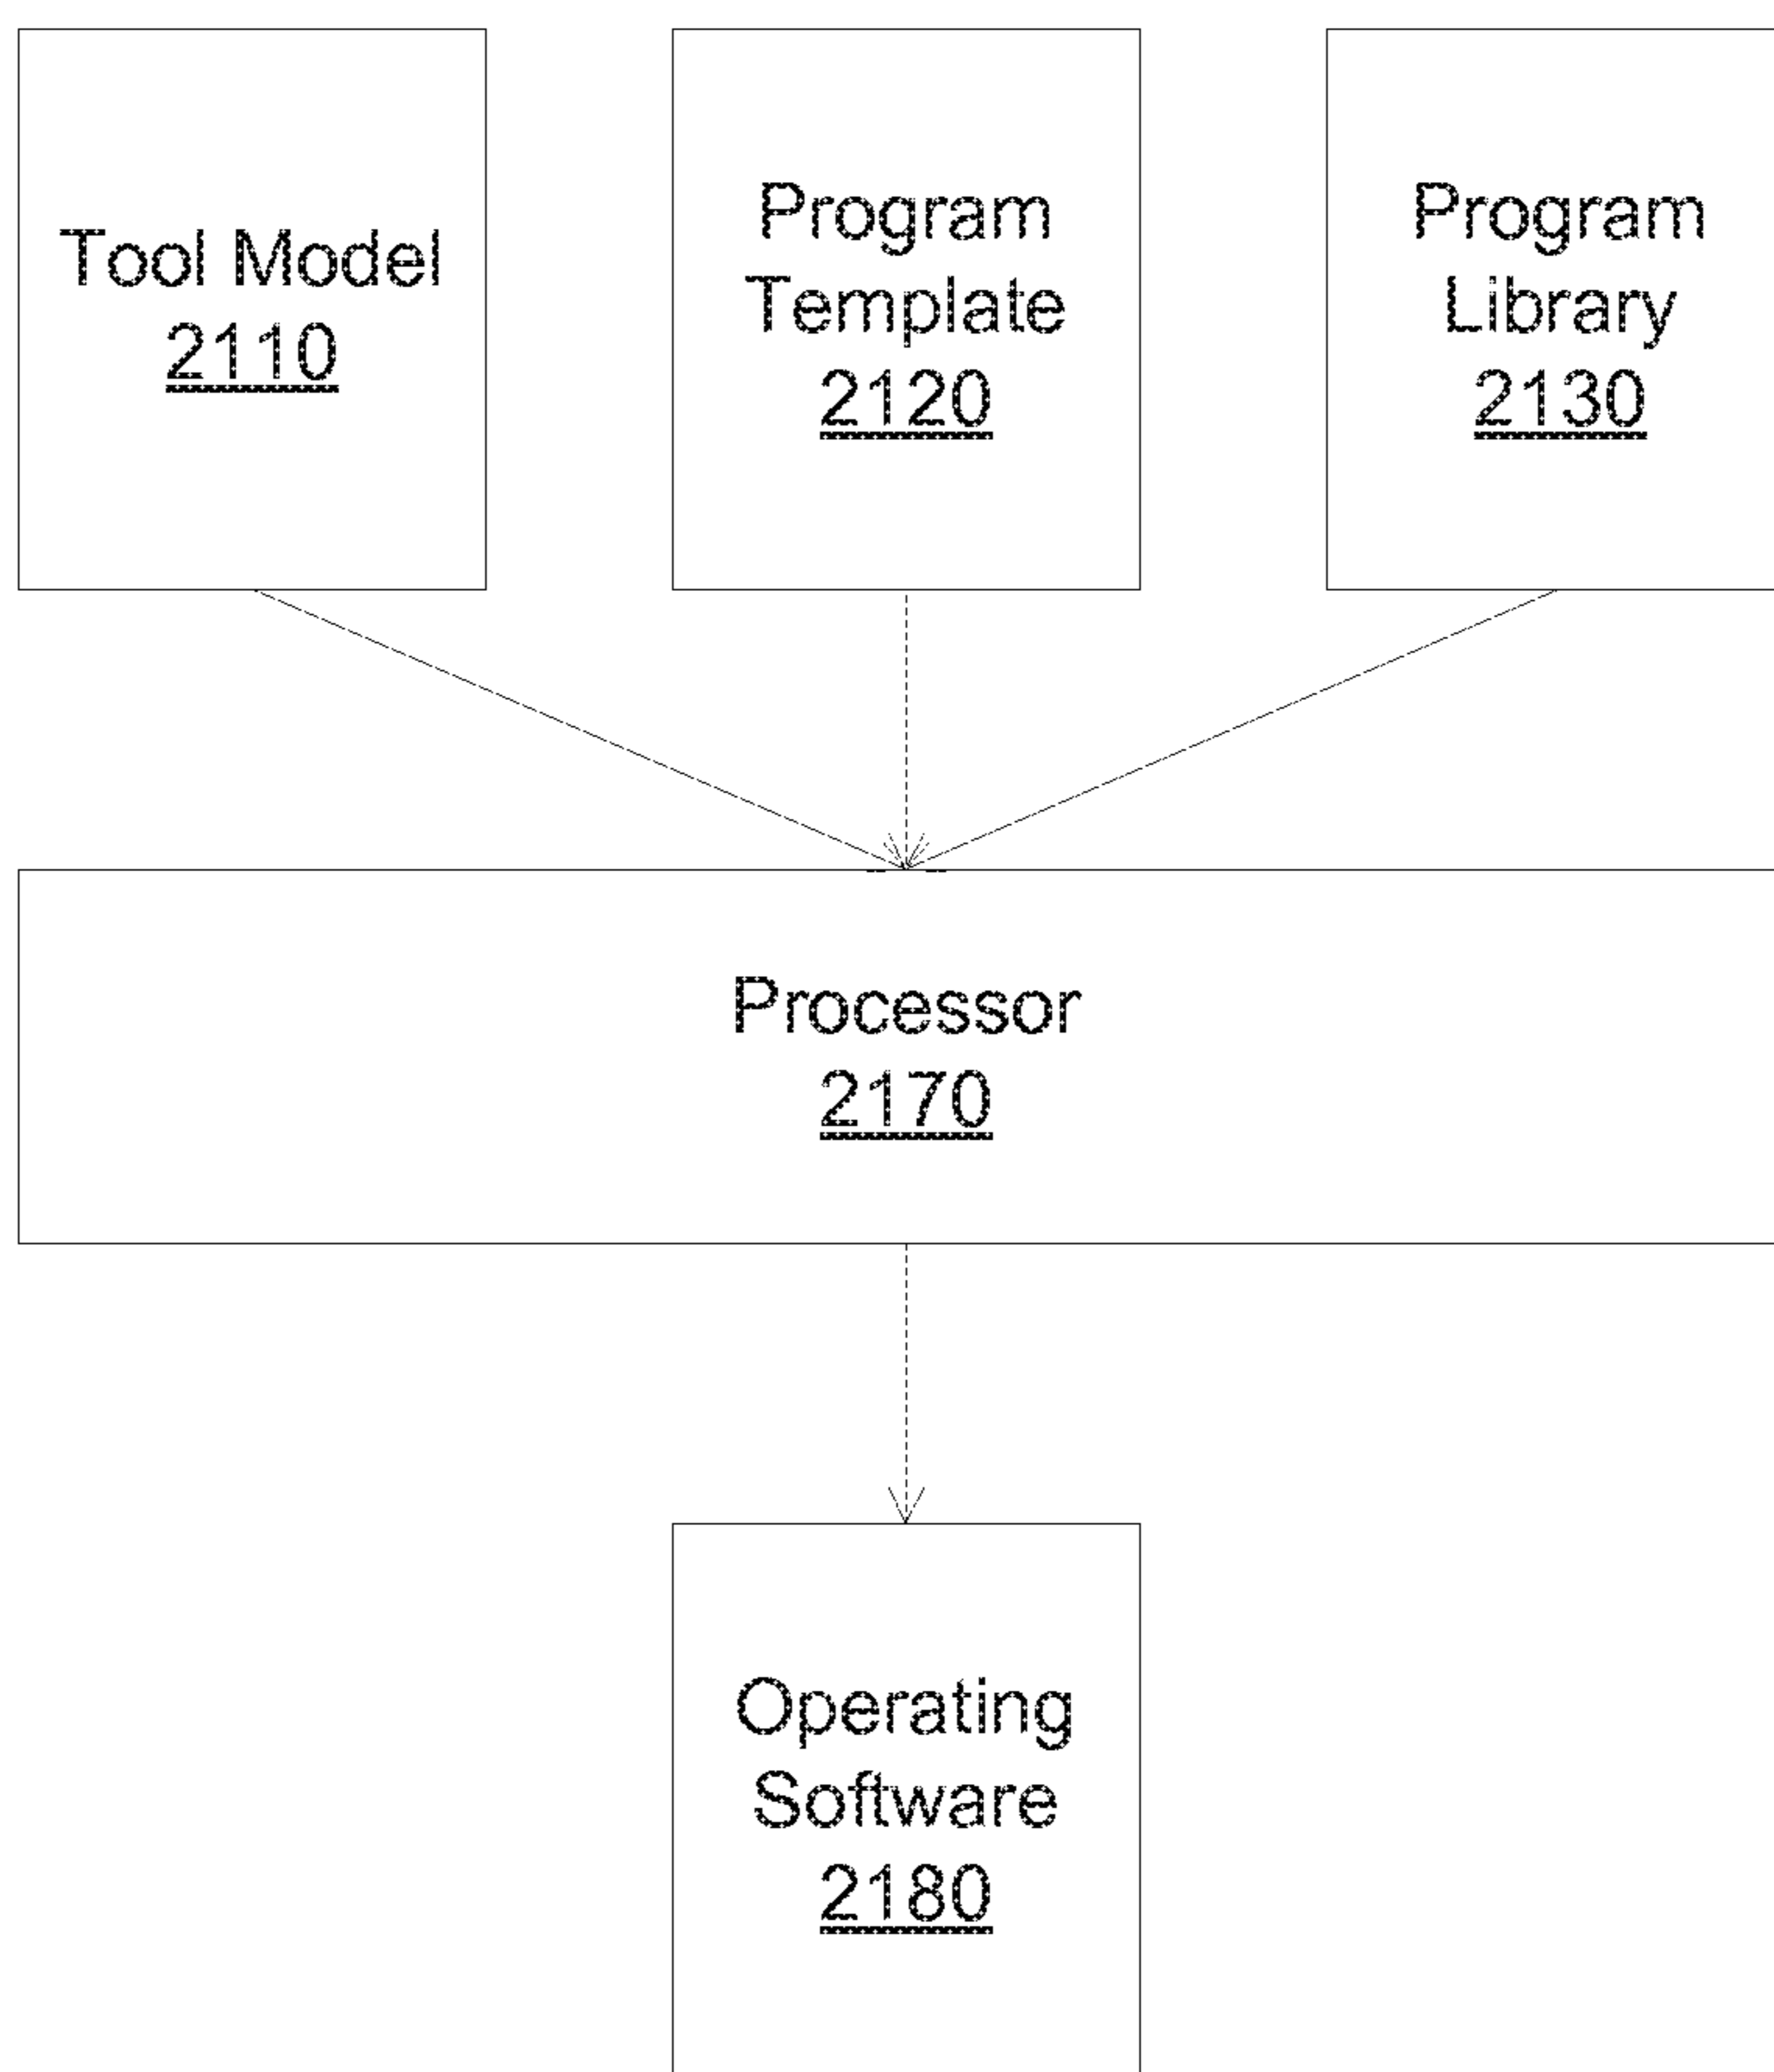 Tool Model
2110
Program
Template
2120
Program
Library
2130
Processor
2170
Operating
Software
2180